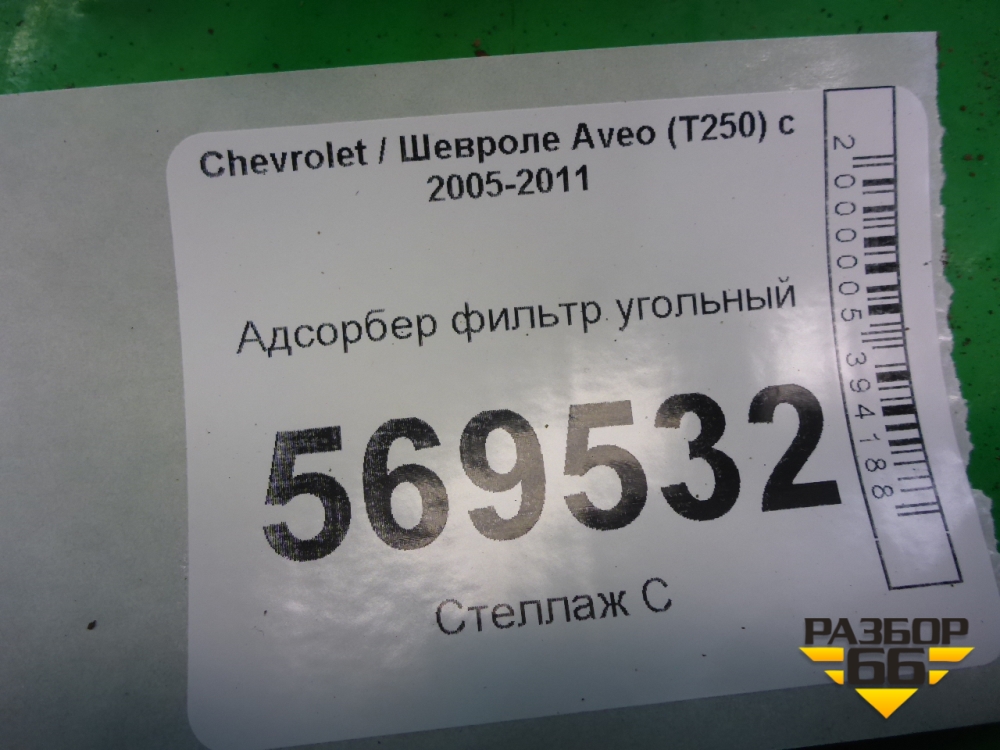 Chevrolet / Шевроле Aveo (T250) с
2005-2011
Адсорбер фильтр угольный
569532
Стеллаж С
2000005394188
РАЗБОР
66